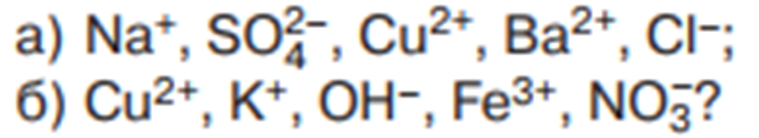 а) Na⁺, SO₄²⁻, Cu²⁺, Ba²⁺, Cl⁻;
б) Cu²⁺, K⁺, OH⁻, Fe³⁺, NO₃⁻?